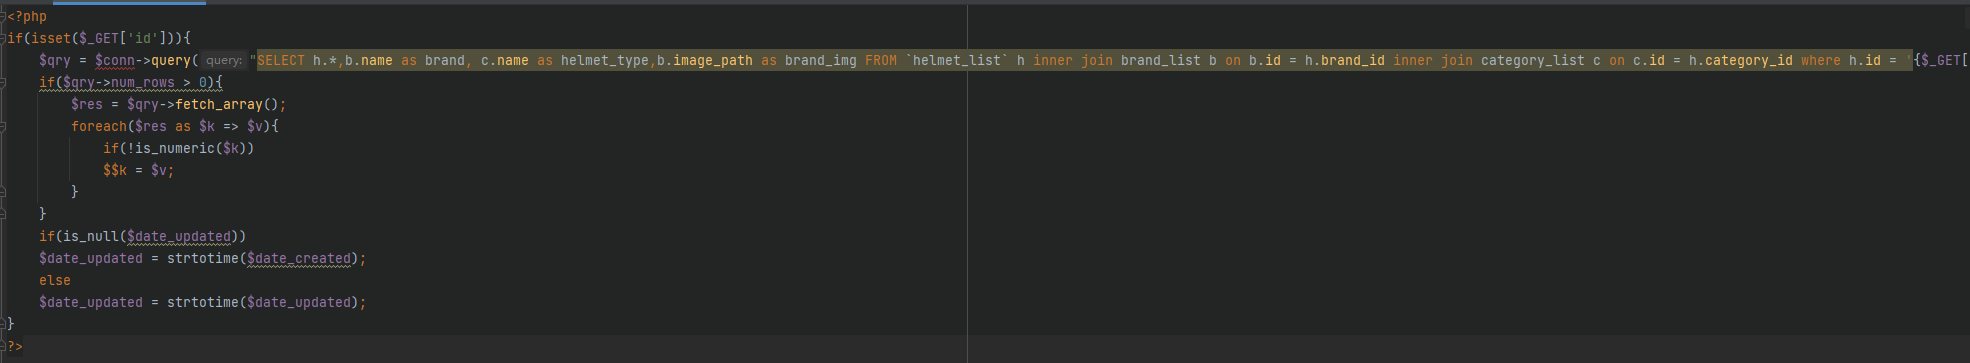 <?php
if(isset($_GET['id'])){
    $qry = $conn->query( query: "SELECT h.*,b.name as brand, c.name as helmet_type,b.image_path as brand_img FROM `helmet_list` h inner join brand_list b on b.id = h.brand_id inner join category_list c on c.id = h.category_id where h.id = '{$_GET[
    if($qry->num_rows > 0){
        $res = $qry->fetch_array();
        foreach($res as $k => $v){
            if(!is_numeric($k))
            $$k = $v;
        }
    }
    if(is_null($date_updated))
    $date_updated = strtotime($date_created);
    else
    $date_updated = strtotime($date_updated);
}
?>